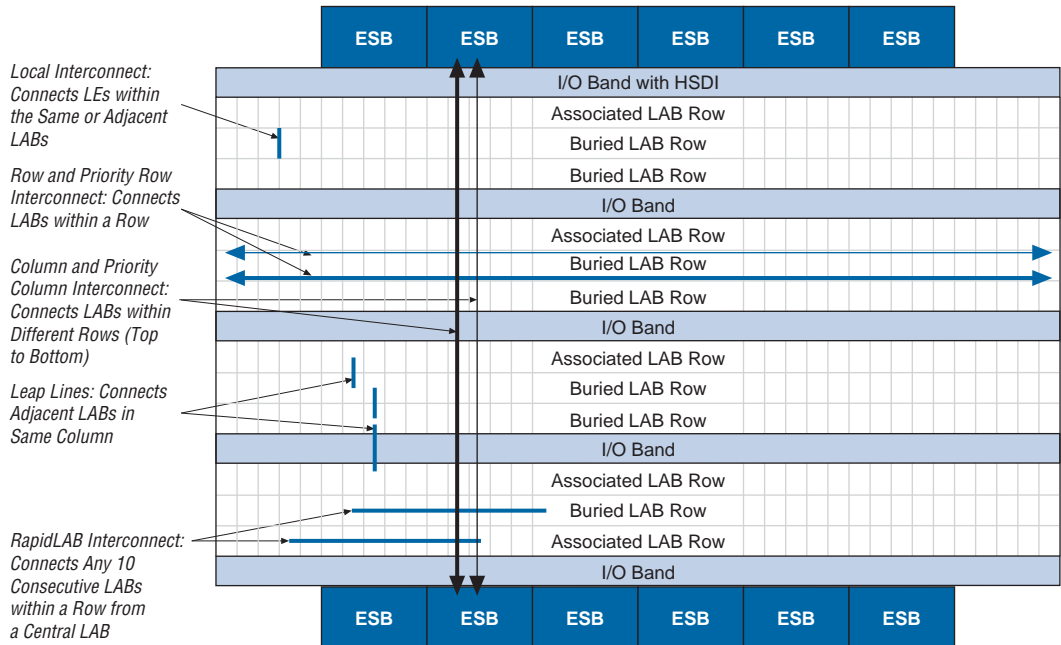 ESB ESB ESB ESB ESB ESB
Local Interconnect:
Connects LEs within
the Same or Adjacent
LABs
Row and Priority Row
Interconnect: Connects
LABs within a Row
Column and Priority
Column Interconnect:
Connects LABs within
Different Rows (Top
to Bottom)
Leap Lines: Connects
Adjacent LABs in
Same Column
RapidLAB Interconnect:
Connects Any 10
Consecutive LABs
within a Row from
a Central LAB
I/O Band with HSDI
Associated LAB Row
Buried LAB Row
Buried LAB Row
I/O Band
Associated LAB Row
Buried LAB Row
Buried LAB Row
I/O Band
Associated LAB Row
Buried LAB Row
Buried LAB Row
I/O Band
Associated LAB Row
Buried LAB Row
Associated LAB Row
I/O Band
ESB ESB ESB ESB ESB ESB